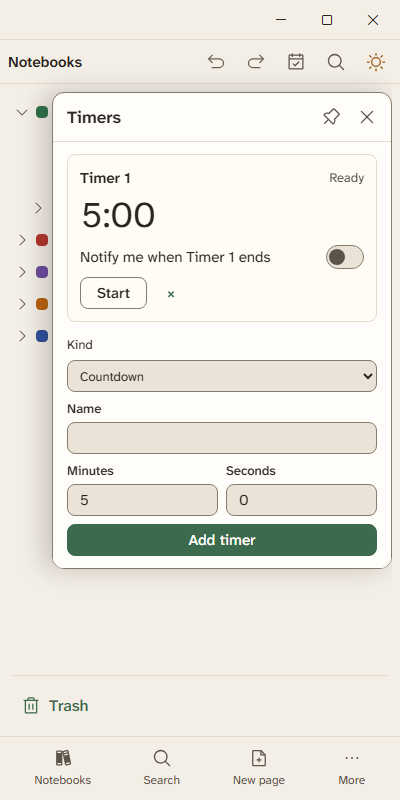 Notebooks
Timers
Timer 1
Ready
5:00
Notify me when Timer 1 ends
Start
×
Kind
Countdown
Name
Minutes
Seconds
5
0
Add timer
Trash
Notebooks
Search
New page
More